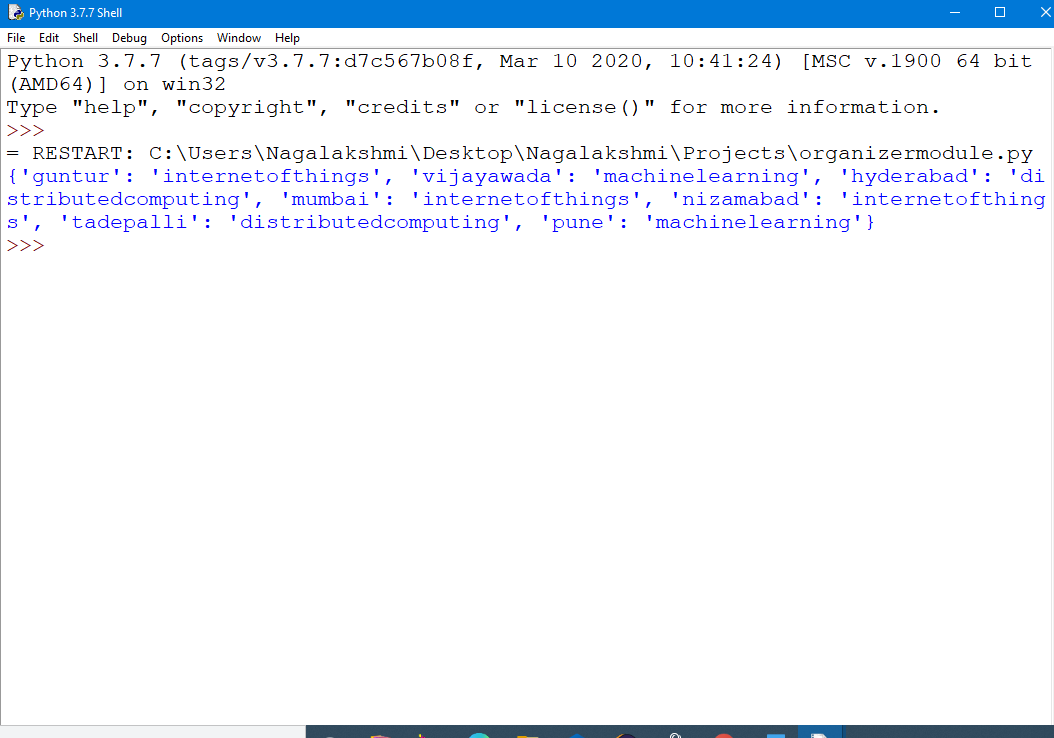 Python 3.7.7 Shell
File Edit Shell Debug Options Window Help
Python 3.7.7 (tags/v3.7.7:d7c567b08f, Mar 10 2020, 10:41:24) [MSC v.1900 64 bit
(AMD64)] on win32
Type "help", "copyright", "credits" or "license()" for more information.
>>>
= RESTART: C:\Users\Nagalakshmi\Desktop\Nagalakshmi\Projects\organizermodule.py
{'guntur': 'internetofthings', 'vijayawada': 'machinelearning', 'hyderabad': 'di
stributedcomputing', 'mumbai': 'internetofthings', 'nizamabad': 'internetofthing
s', 'tadepalli': 'distributedcomputing', 'pune': 'machinelearning'}
>>>